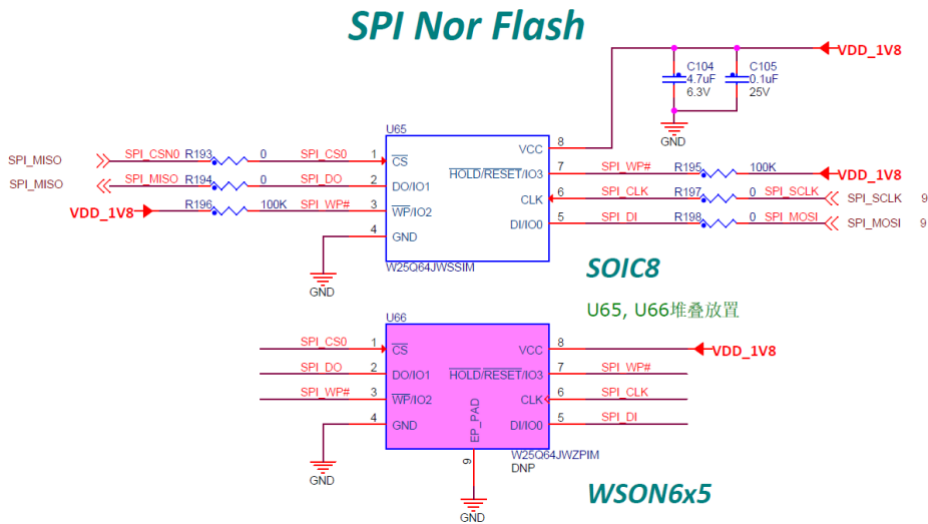 SPI Nor Flash
VDD_1V8
C104
4.7uF
6.3V
C105
0.1uF
25V
GND
U65
SPI_MISO
SPI_CSN0
R193
0
SPI_CS0
1
CS
VCC
8
SPI_MISO
SPI_MISO
R194
0
SPI_DO
2
DO/IO1
HOLD/RESET/IO3
7
SPI_WP#
R195
100K
VDD_1V8
VDD_1V8
R196
100K
SPI_WP#
3
WP/IO2
CLK
6
SPI_CLK
R197
0
SPI_SCLK
SPI_SCLK 9
4
GND
DI/IO0
5
SPI_DI
R198
0
SPI_MOSI
SPI_MOSI 9
GND
W25Q64JWSSIM
SOIC8
U65, U66堆叠放置
U66
SPI_CS0
1
CS
VCC
8
VDD_1V8
SPI_DO
2
DO/IO1
HOLD/RESET/IO3
7
SPI_WP#
SPI_WP#
3
WP/IO2
CLK
6
SPI_CLK
4
GND
EP_PAD
DI/IO0
5
SPI_DI
GND
9
W25Q64JWZPIM
DNP
GND
WSON6x5